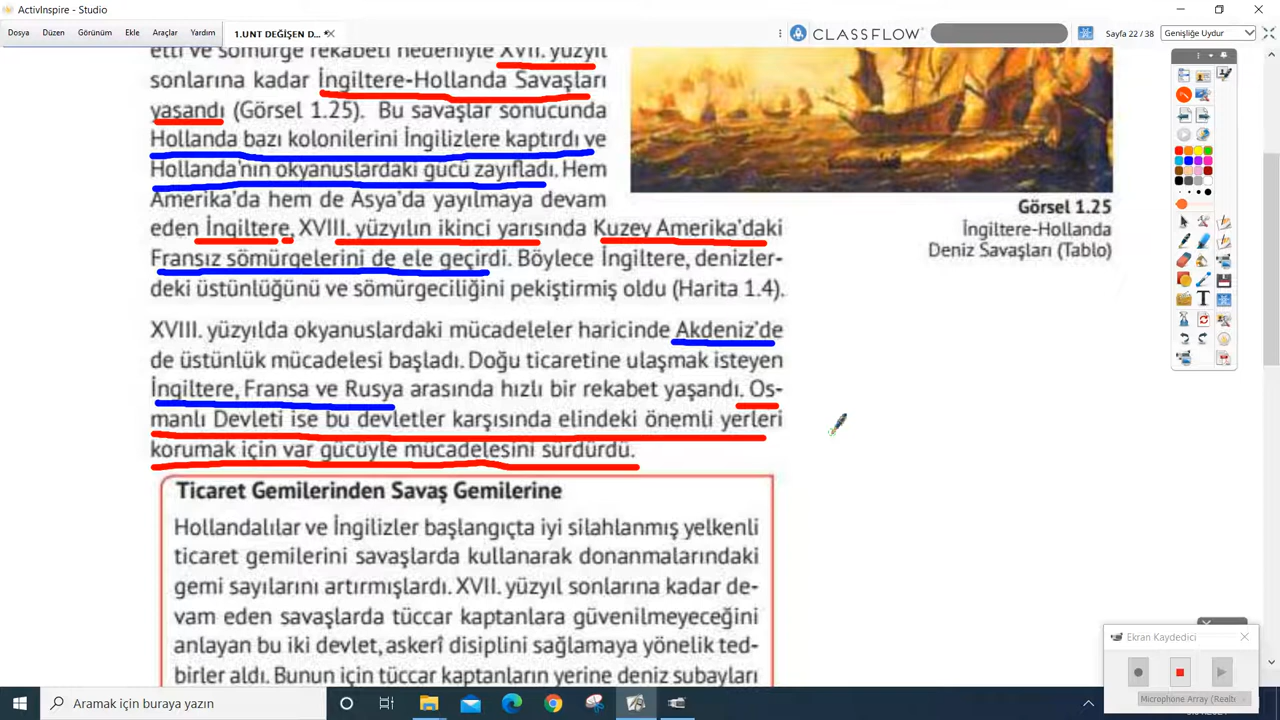 ActivInspire - Studio
Dosya Düzen Görünüm Ekle Araçlar Yardım
1.UNT DEĞİŞEN D...
CLASSFLOW
Sayfa 22 / 38
Genişliğe Uydur
etti ve sömürge rekabeti nedeniyle XVII. yüzyıl
sonlarına kadar İngiltere-Hollanda Savaşları
yaşandı (Görsel 1.25). Bu savaşlar sonucunda
Hollanda bazı kolonilerini İngilizlere kaptırdı ve
Hollanda'nın okyanuslardaki gücü zayıfladı. Hem
Amerika'da hem de Asya'da yayılmaya devam
eden İngiltere, XVIII. yüzyılın ikinci yarısında Kuzey Amerika'daki
Fransız sömürgelerini de ele geçirdi. Böylece İngiltere, denizler-
deki üstünlüğünü ve sömürgeciliğini pekiştirmiş oldu (Harita 1.4).
Görsel 1.25
İngiltere-Hollanda
Deniz Savaşları (Tablo)
XVIII. yüzyılda okyanuslardaki mücadeleler haricinde Akdeniz'de
de üstünlük mücadelesi başladı. Doğu ticaretine ulaşmak isteyen
İngiltere, Fransa ve Rusya arasında hızlı bir rekabet yaşandı. Os-
manlı Devleti ise bu devletler karşısında elindeki önemli yerleri
korumak için var gücüyle mücadelesini sürdürdü.
Ticaret Gemilerinden Savaş Gemilerine
Hollandalılar ve İngilizler başlangıçta iyi silahlanmış yelkenli
ticaret gemilerini savaşlarda kullanarak donanmalarındaki
gemi sayılarını artırmışlardı. XVII. yüzyıl sonlarına kadar de-
vam eden savaşlarda tüccar kaptanlara güvenilmeyeceğini
anlayan bu iki devlet, askerî disiplini sağlamaya yönelik ted-
birler aldı. Bunun için tüccar kaptanların yerine deniz subayları
Ekran Kaydedici
Microphone Array (Realt
Aramak için buraya yazın